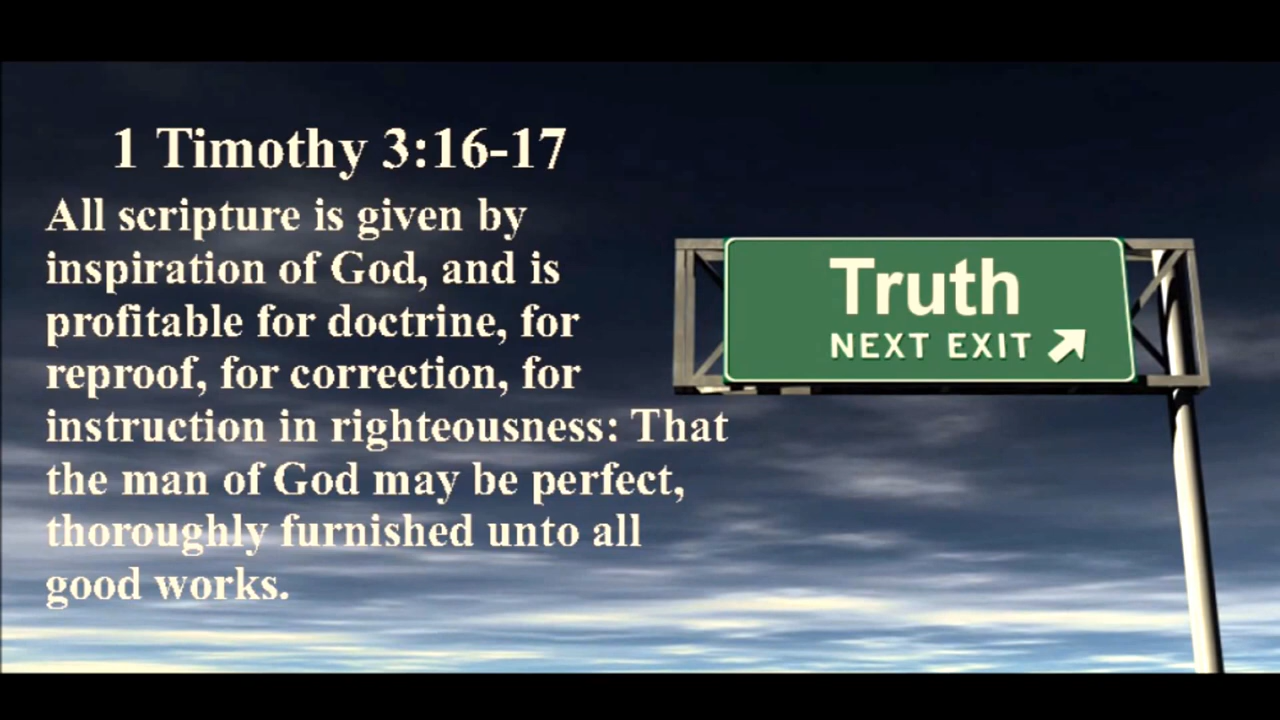 1 Timothy 3:16-17
All scripture is given by
inspiration of God, and is
profitable for doctrine, for
reproof, for correction, for
instruction in righteousness: That
the man of God may be perfect,
thoroughly furnished unto all
good works.
Truth
NEXT EXIT